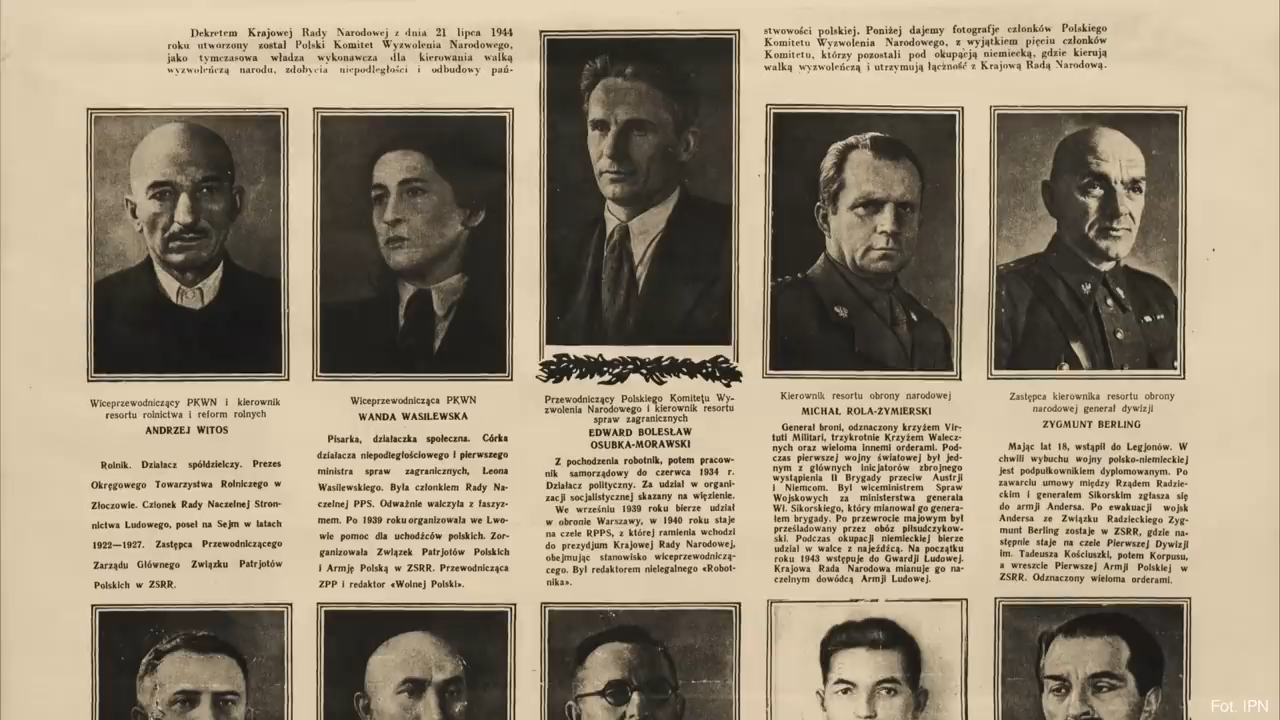 Dekretem Krajowej Rady Narodowej z dnia 21 lipca 1944
roku utworzony został Polski Komitet Wyzwolenia Narodowego,
jako tymczasowa władza wykonawcza dla kierowania walką
wyzwoleńczą narodu, zdobycia niepodległości i odbudowy pań-
stwowości polskiej. Poniżej dajemy fotografje członków Polskiego
Komitetu Wyzwolenia Narodowego, z wyjątkiem pięciu członków
Komitetu, którzy pozostali pod okupacją niemiecką, gdzie kierują
walką wyzwoleńczą i utrzymują łączność z Krajową Radą Narodową.
Wiceprzewodniczący PKWN i kierownik
resortu rolnictwa i reform rolnych
ANDRZEJ WITOS
Rolnik. Działacz spółdzielczy. Prezes
Okręgowego Towarzystwa Rolniczego w
Złoczowie. Członek Rady Naczelnej Stron-
nictwa Ludowego, poseł na Sejm w latach
1922—1927. Zastępca Przewodniczącego
Zarządu Głównego Związku Patrjotów
Polskich w ZSRR.
Wiceprzewodnicząca PKWN
WANDA WASILEWSKA
Pisarka, działaczka społeczna. Córka
działacza niepodległościowego i pierwszego
ministra spraw zagranicznych, Leona
Wasilewskiego. Była członkiem Rady Na-
czelnej PPS. Odważnie walczyła z faszyz-
mem. Po 1939 roku organizowała we Lwo-
wie pomoc dla uchodźców polskich. Zor-
ganizowała Związek Patrjotów Polskich
i Armję Polską w ZSRR. Przewodnicząca
ZPP i redaktor «Wolnej Polski».
Przewodniczący Polskiego Komitetu Wy-
zwolenia Narodowego i kierownik resortu
spraw zagranicznych
EDWARD BOLESŁAW
OSUBKA-MORAWSKI
Z pochodzenia robotnik, potem pracow-
nik samorządowy do czerwca 1934 r.
Działacz polityczny. Za udział w organi-
zacji socjalistycznej skazany na więzienie.
We wrześniu 1939 roku bierze udział
w obronie Warszawy, w 1940 roku staje
na czele RPPS, z której ramienia wchodzi
do prezydjum Krajowej Rady Narodowej,
obejmując stanowisko wiceprzewodniczą-
cego. Był redaktorem nielegalnego «Robot-
nika».
Kierownik resortu obrony narodowej
MICHAŁ ROLA-ŻYMIERSKI
Generał broni, odznaczony krzyżem Vir-
tuti Militari, trzykrotnie Krzyżem Walecz-
nych oraz wieloma innemi orderami. Pod-
czas pierwszej wojny światowej był jed-
nym z głównych inicjatorów zbrojnego
wystąpienia II Brygady przeciw Austrji
i Niemcom. Był wiceministrem Spraw
Wojskowych za ministerstwa generała
Wł. Sikorskiego, który mianował go genera-
łem brygady. Po przewrocie majowym był
prześladowany przez obóz piłsudczykow-
ski. Podczas okupacji niemieckiej bierze
udział w walce z najeźdźcą. Na początku
roku 1943 wstępuje do Gwardji Ludowej.
Krajowa Rada Narodowa mianuje go na-
czelnym dowódcą Armji Ludowej.
Zastępca kierownika resortu obrony
narodowej generał dywizji
ZYGMUNT BERLING
Mając lat 18, wstąpił do Legjonów. W
chwili wybuchu wojny polsko-niemieckiej
jest podpułkownikiem dyplomowanym. Po
zawarciu umowy między Rządem Radziec-
kim i generałem Sikorskim zgłasza się
do armji Andersa. Po ewakuacji wojsk
Andersa ze Związku Radzieckiego Zyg-
munt Berling zostaje w ZSRR, gdzie na-
stępnie staje na czele Pierwszej Dywizji
im. Tadeusza Kościuszki, potem Korpusu,
a wreszcie Pierwszej Armji Polskiej w
ZSRR. Odznaczony wieloma orderami.
Fot. IPN